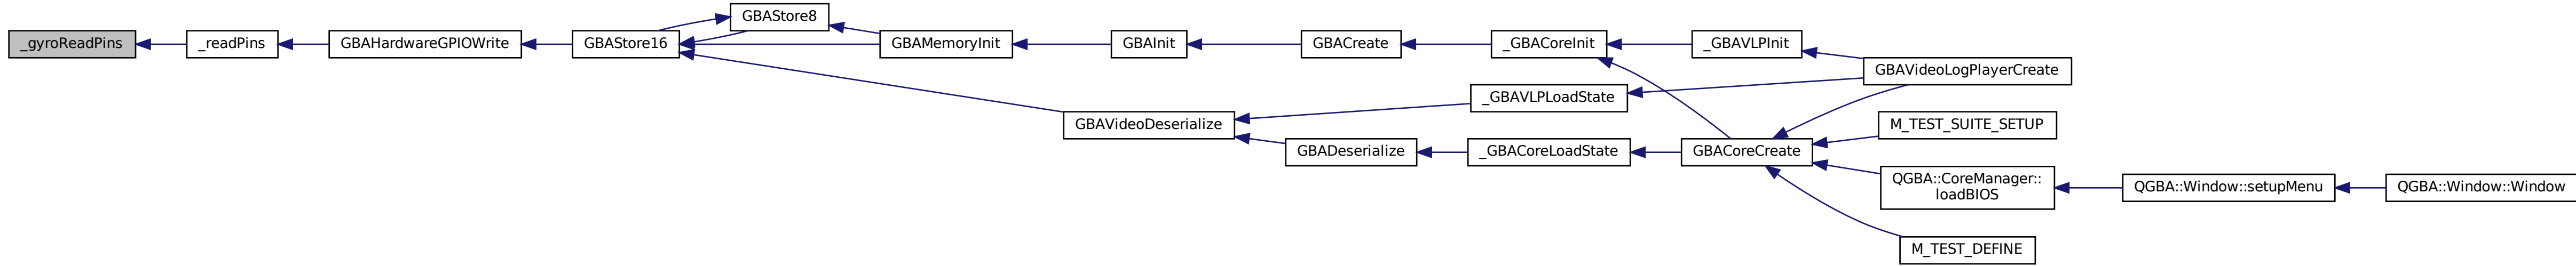 _gyroReadPins
_readPins
GBAHardwareGPIOWrite
GBAStore16
GBAStore8
GBAMemoryInit
GBAInit
GBACreate
_GBACoreInit
_GBAVLPInit
GBAVideoLogPlayerCreate
GBAVideoDeserialize
_GBAVLPLoadState
GBADeserialize
_GBACoreLoadState
GBACoreCreate
M_TEST_SUITE_SETUP
QGBA::CoreManager::
loadBIOS
QGBA::Window::setupMenu
QGBA::Window::Window
M_TEST_DEFINE